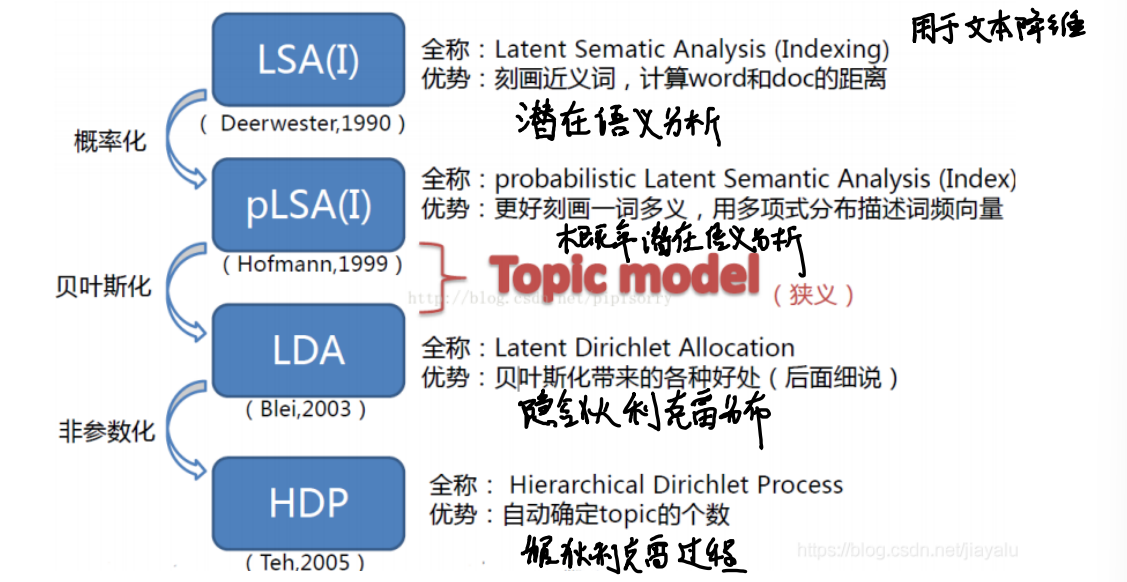 用于文本降维
LSA(I)
全称：Latent Sematic Analysis (Indexing)
优势：刻画近义词，计算word和doc的距离
（ Deerwester,1990 ）
潜在语义分析
概率化
pLSA(I)
全称：probabilistic Latent Semantic Analysis (Index)
优势：更好刻画一词多义，用多项式分布描述词频向量
（Hofmann,1999 ）
概率潜在语义分析
贝叶斯化
Topic model
（狭义）
http://blog.csdn.net/pipisorry
LDA
全称：Latent Dirichlet Allocation
优势：贝叶斯化带来的各种好处（后面细说）
（Blei,2003 ）
隐含狄利克雷分布
非参数化
HDP
全称： Hierarchical Dirichlet Process
优势：自动确定topic的个数
（Teh,2005 ）
狄利克雷过程
https://blog.csdn.net/jiayalu